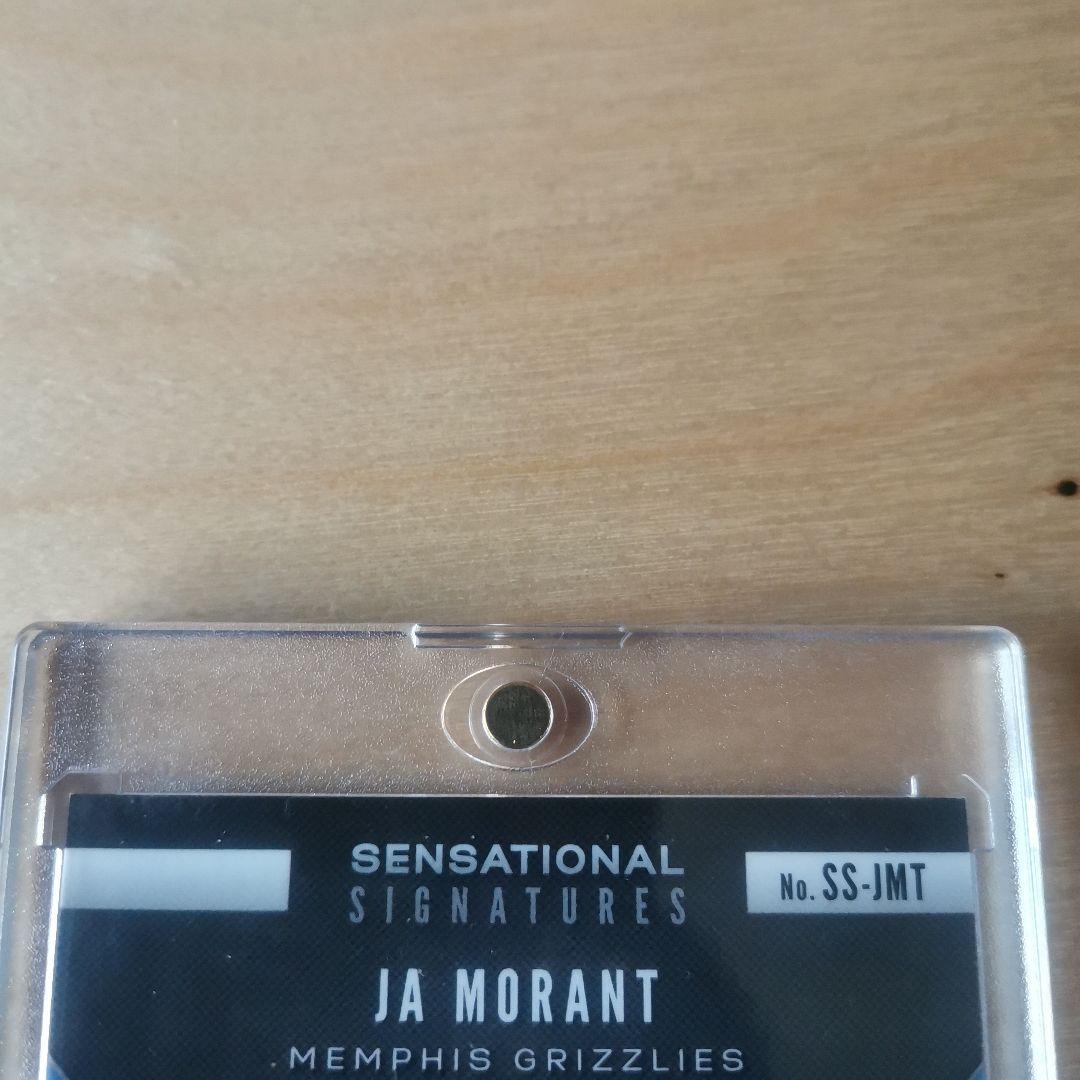 SENSATIONAL
SIGNATURES
No. SS-JMT
JA MORANT
MEMPHIS GRIZZLIES